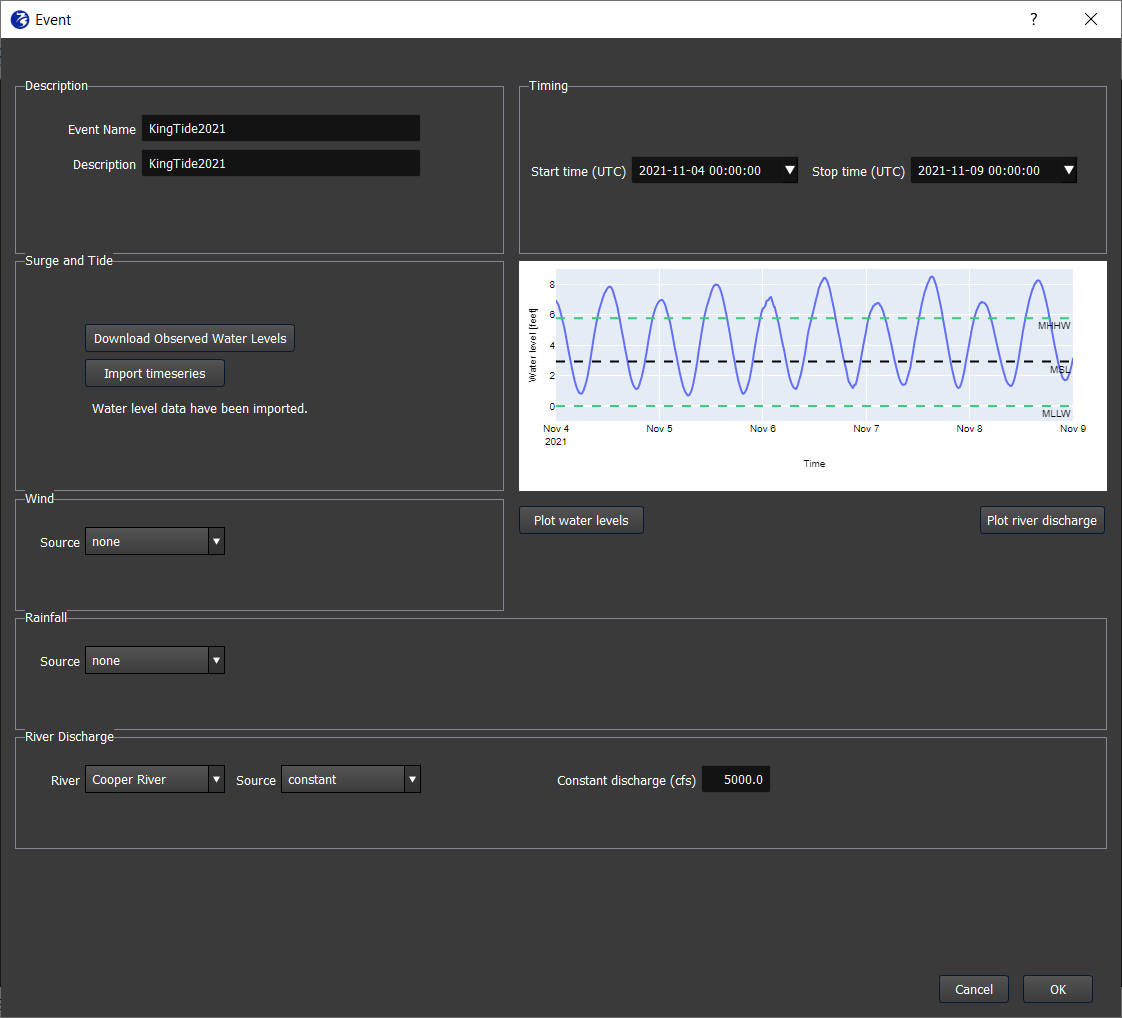 Event
?
Description
Event Name KingTide2021
Description KingTide2021
Timing
Start time (UTC) 2021-11-04 00:00:00 Stop time (UTC) 2021-11-09 00:00:00
Surge and Tide
Download Observed Water Levels
Import timeseries
Water level data have been imported.
Water level [feet]
8
6
4
2
0
MHHW
MSL
MLLW
Nov 4 Nov 5 Nov 6 Nov 7 Nov 8 Nov 9
2021
Time
Wind
Source none
Plot water levels
Plot river discharge
Rainfall
Source none
River Discharge
River Cooper River Source constant Constant discharge (cfs) 5000.0
Cancel OK